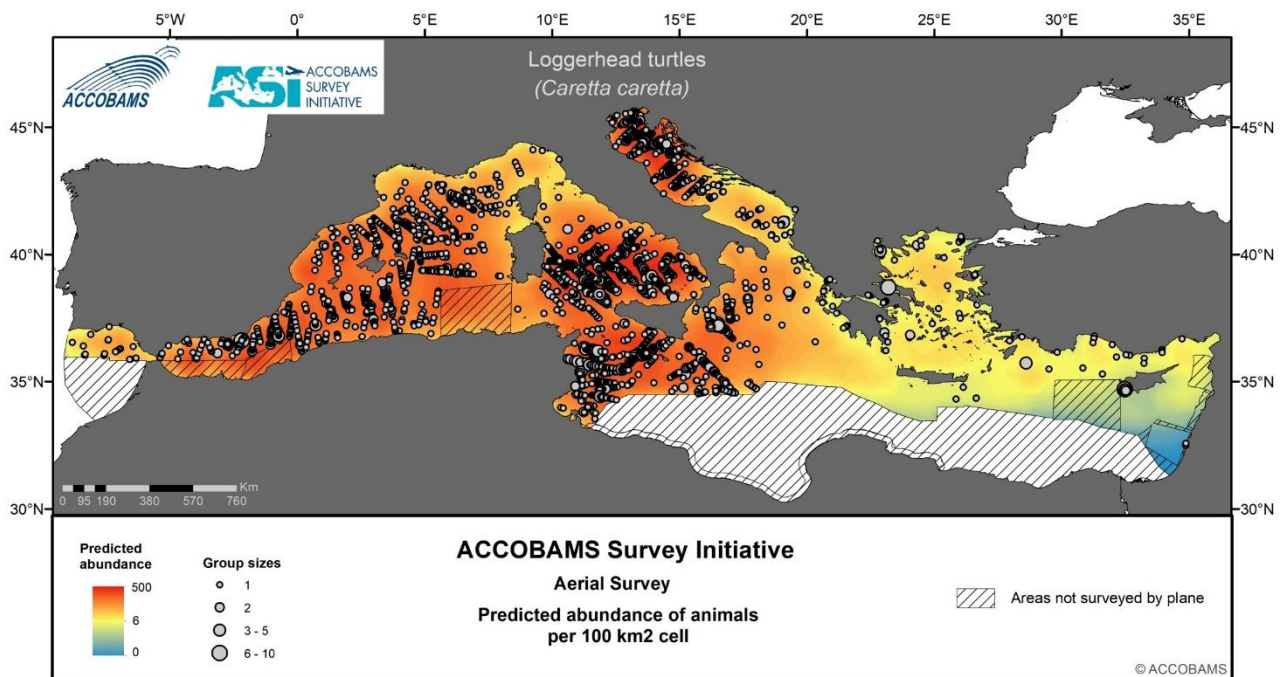 5°W 0° 5°E 10°E 15°E 20°E 25°E 30°E 35°E
ACCOBAMS
ASI ACCOBAMS
SURVEY
INITIATIVE
Loggerhead turtles
(Caretta caretta)
45°N 45°N
40°N 40°N
35°N 35°N
30°N 30°N
Km
0 95 190 380 570 760
Predicted
abundance
500
6
0
Group sizes
1
2
3 - 5
6 - 10
ACCOBAMS Survey Initiative
Aerial Survey
Predicted abundance of animals
per 100 km2 cell
Areas not surveyed by plane
© ACCOBAMS